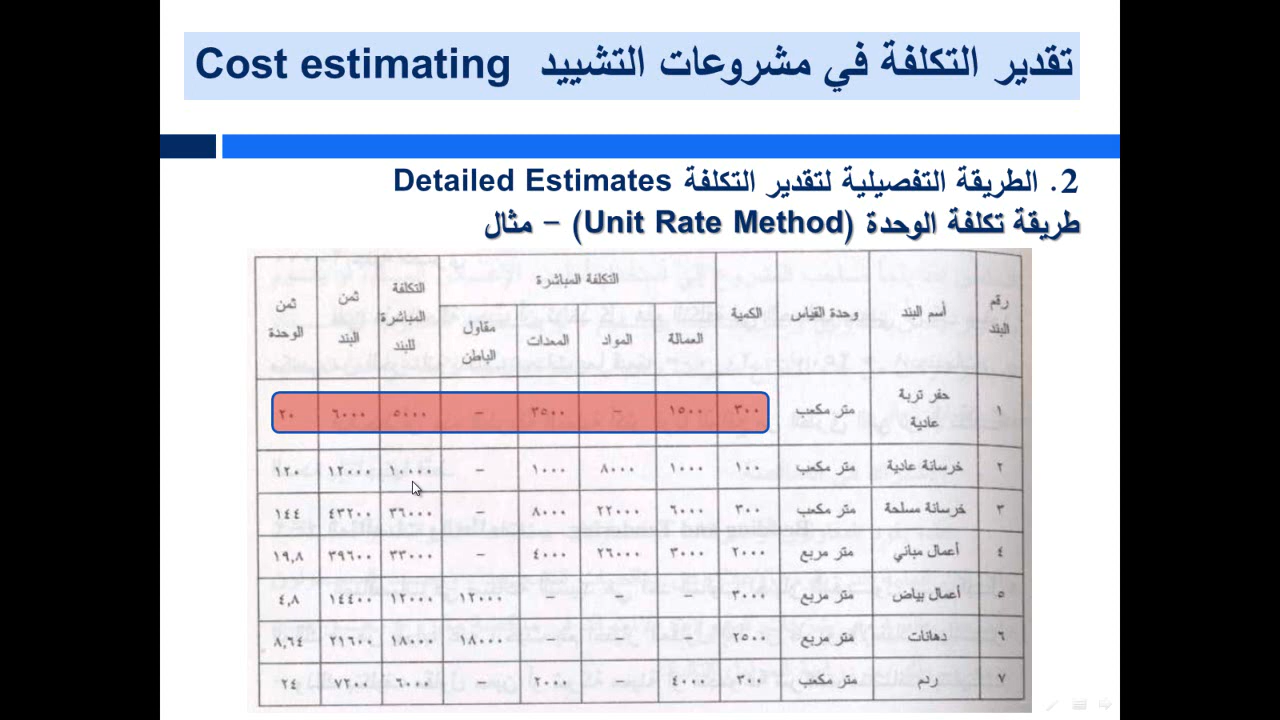 تقدير التكلفة في مشروعات التشييد Cost estimating
2. الطريقة التفصيلية لتقدير التكلفة Detailed Estimates
طريقة تكلفة الوحدة (Unit Rate Method) – مثال
رقم البند | أسم البند | وحدة القياس | الكمية | التكلفة المباشرة | التكلفة المباشرة للبند | ثمن البند | ثمن الوحدة
العمالة | المواد | المعدات | مقاول الباطن
١ | حفر تربة عادية | متر مكعب | ٣٠٠ | ١٥٠٠ | – | ٣٥٠٠ | – | ٥٠٠٠ | ٦٠٠٠ | ٢٠
٢ | خرسانة عادية | متر مكعب | ١٠٠ | ١٠٠٠ | ٨٠٠٠ | ١٠٠٠ | – | ١٠٠٠٠ | ١٢٠٠٠ | ١٢٠
٣ | خرسانة مسلحة | متر مكعب | ٣٠٠ | ٦٠٠٠ | ٢٢٠٠٠ | ٨٠٠٠ | – | ٣٦٠٠٠ | ٤٣٢٠٠ | ١٤٤
٤ | أعمال مباني | متر مربع | ٢٠٠٠ | ٣٠٠٠ | ٢٦٠٠٠ | ٤٠٠٠ | – | ٣٣٠٠٠ | ٣٩٦٠٠ | ١٩,٨
٥ | أعمال بياض | متر مربع | ٣٠٠٠ | – | – | – | ١٢٠٠٠ | ١٢٠٠٠ | ١٤٤٠٠ | ٤,٨
٦ | دهانات | متر مربع | ٢٥٠٠ | – | – | – | ١٨٠٠٠ | ١٨٠٠٠ | ٢١٦٠٠ | ٨,٦٤
٧ | ردم | متر مكعب | ٣٠٠ | ٤٠٠٠ | – | ٢٠٠٠ | – | ٦٠٠٠ | ٧٢٠٠ | ٢٤